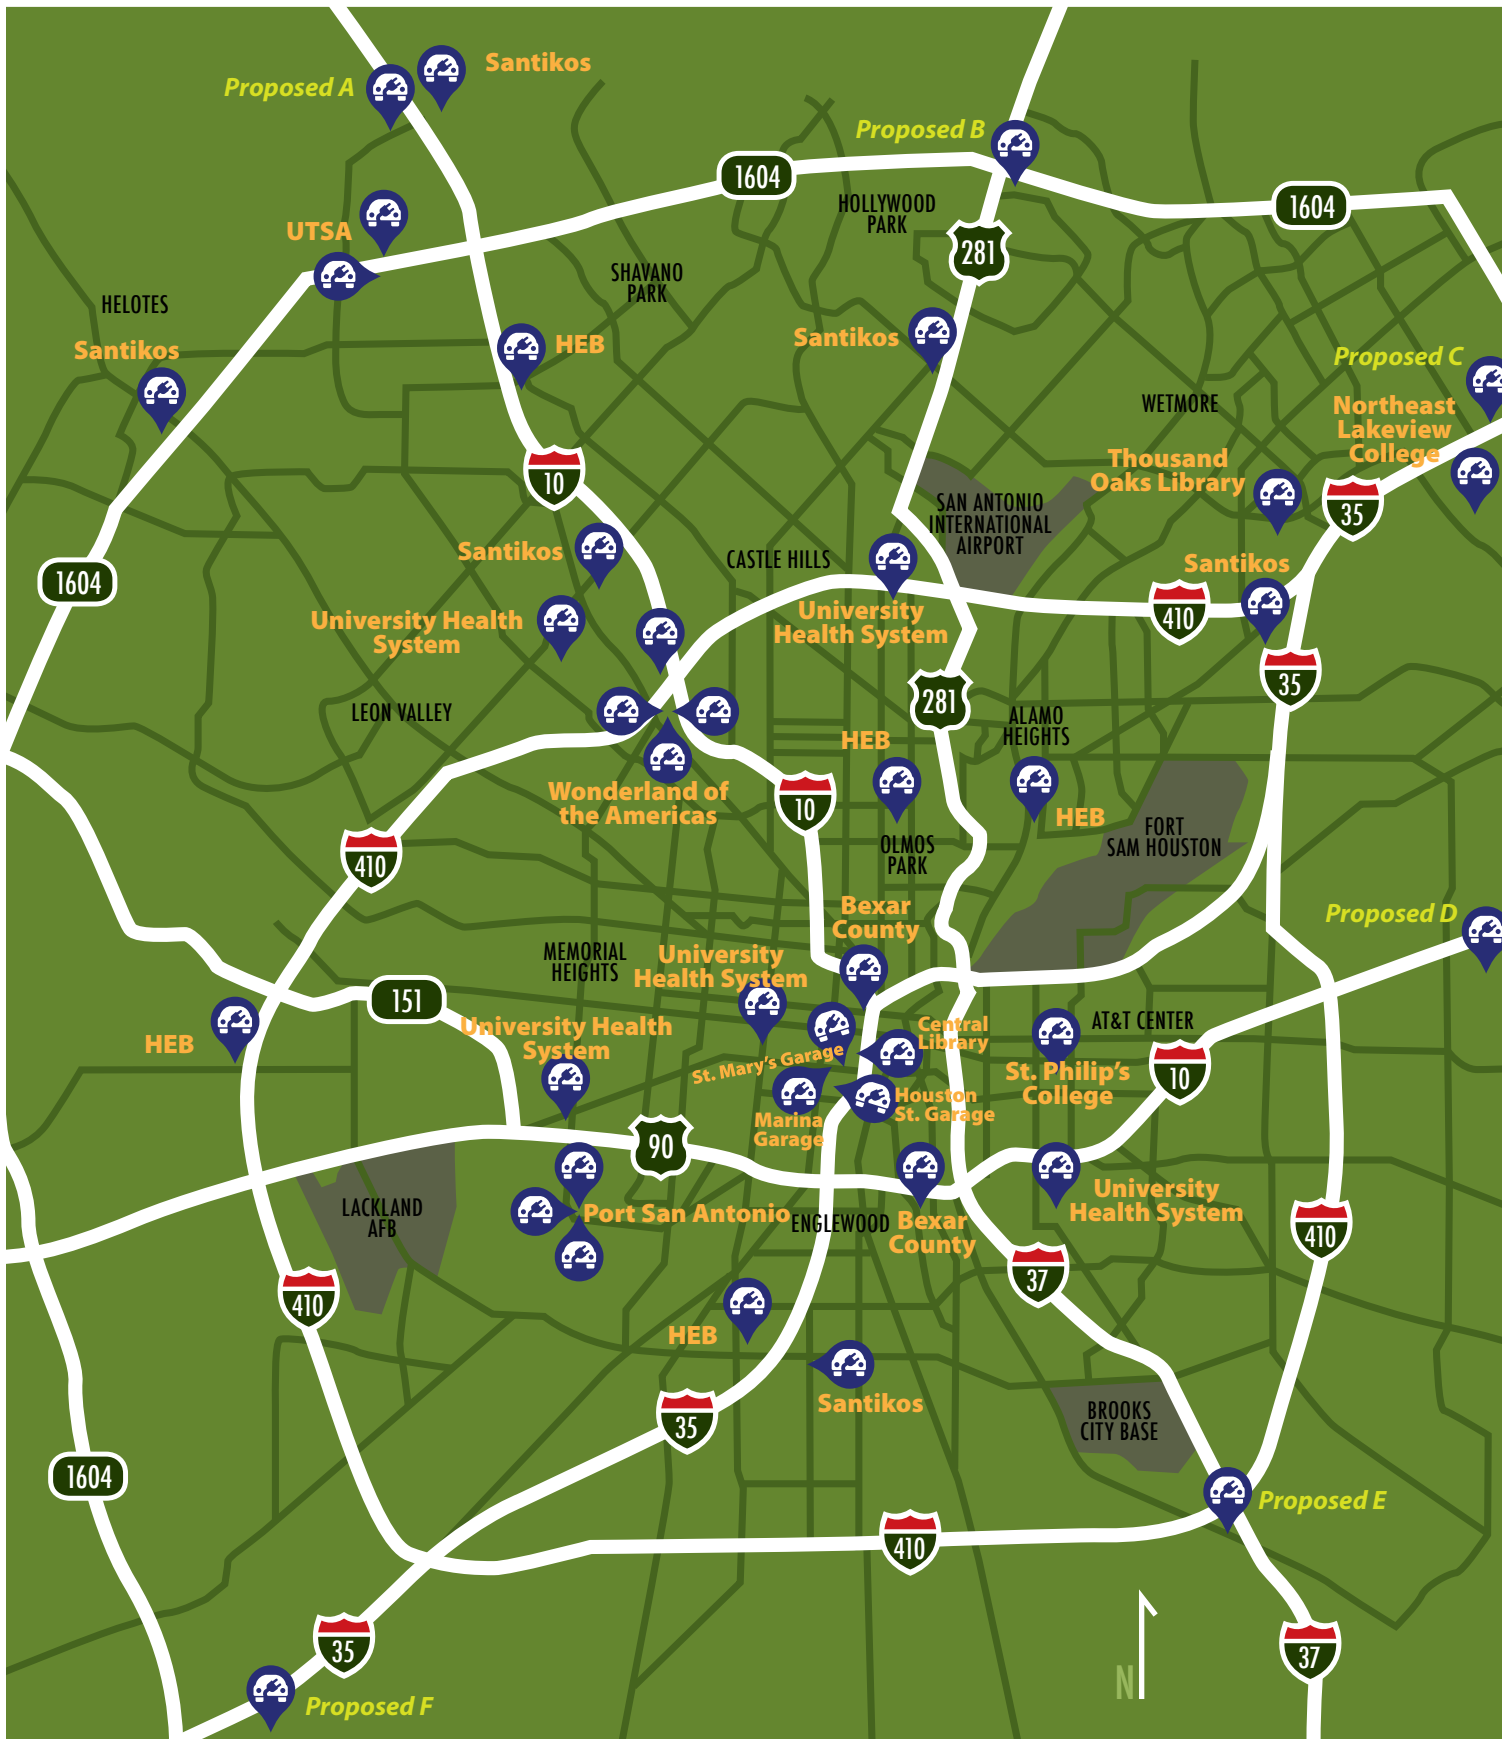 Santikos
Proposed A
Proposed B
1604
1604
HOLLYWOOD
PARK
UTSA
281
SHAVANO
PARK
HELOTES
Santikos
HEB
Santikos
Proposed C
WETMORE
Northeast
Lakeview
College
Thousand
Oaks Library
10
35
SAN ANTONIO
INTERNATIONAL
AIRPORT
Santikos
CASTLE HILLS
Santikos
1604
University Health
System
University
Health System
410
35
281
LEON VALLEY
ALAMO
HEIGHTS
HEB
Wonderland of
the Americas
10
HEB
FORT
SAM HOUSTON
OLMOS
PARK
410
Bexar
County
Proposed D
MEMORIAL
HEIGHTS
University
Health System
151
University Health
System
HEB
Central
Library
AT&T CENTER
St. Mary's Garage
St. Philip's
College
10
Houston
St. Garage
Marina
Garage
90
LACKLAND
AFB
Port San Antonio
ENGLEWOOD
Bexar
County
University
Health System
410
37
410
HEB
Santikos
35
BROOKS
CITY BASE
1604
Proposed E
410
35
37
N
Proposed F